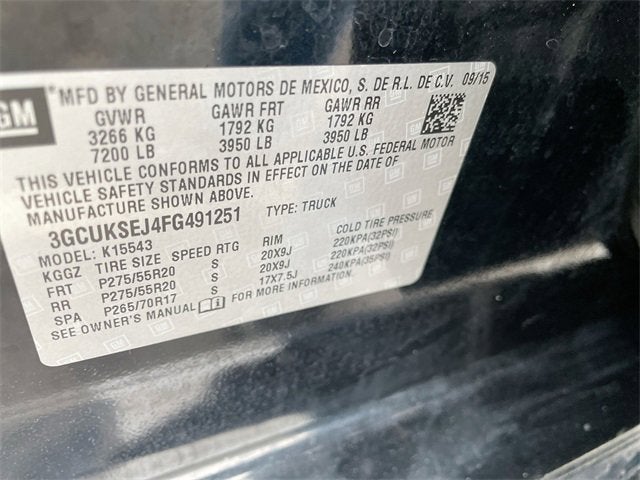 GM
*MFD BY GENERAL MOTORS DE MEXICO, S. DE R.L. DE C.V. 09/15
GVWR GAWR FRT GAWR RR
3266 KG 1792 KG 1792 KG
7200 LB 3950 LB 3950 LB
THIS VEHICLE CONFORMS TO ALL APPLICABLE U.S. FEDERAL MOTOR
VEHICLE SAFETY STANDARDS IN EFFECT ON THE DATE OF
MANUFACTURE SHOWN ABOVE.
3GCUKSEJ4FG491251 TYPE: TRUCK
MODEL: K15543
KGGZ TIRE SIZE SPEED RTG RIM COLD TIRE PRESSURE
FRT P275/55R20 S 20X9J 220KPA(32PSI)
RR P275/55R20 S 20X9J 220KPA(32PSI)
SPA P265/70R17 S 17X7.5J 240KPA(35PSI)
SEE OWNER'S MANUAL FOR MORE INFORMATION.